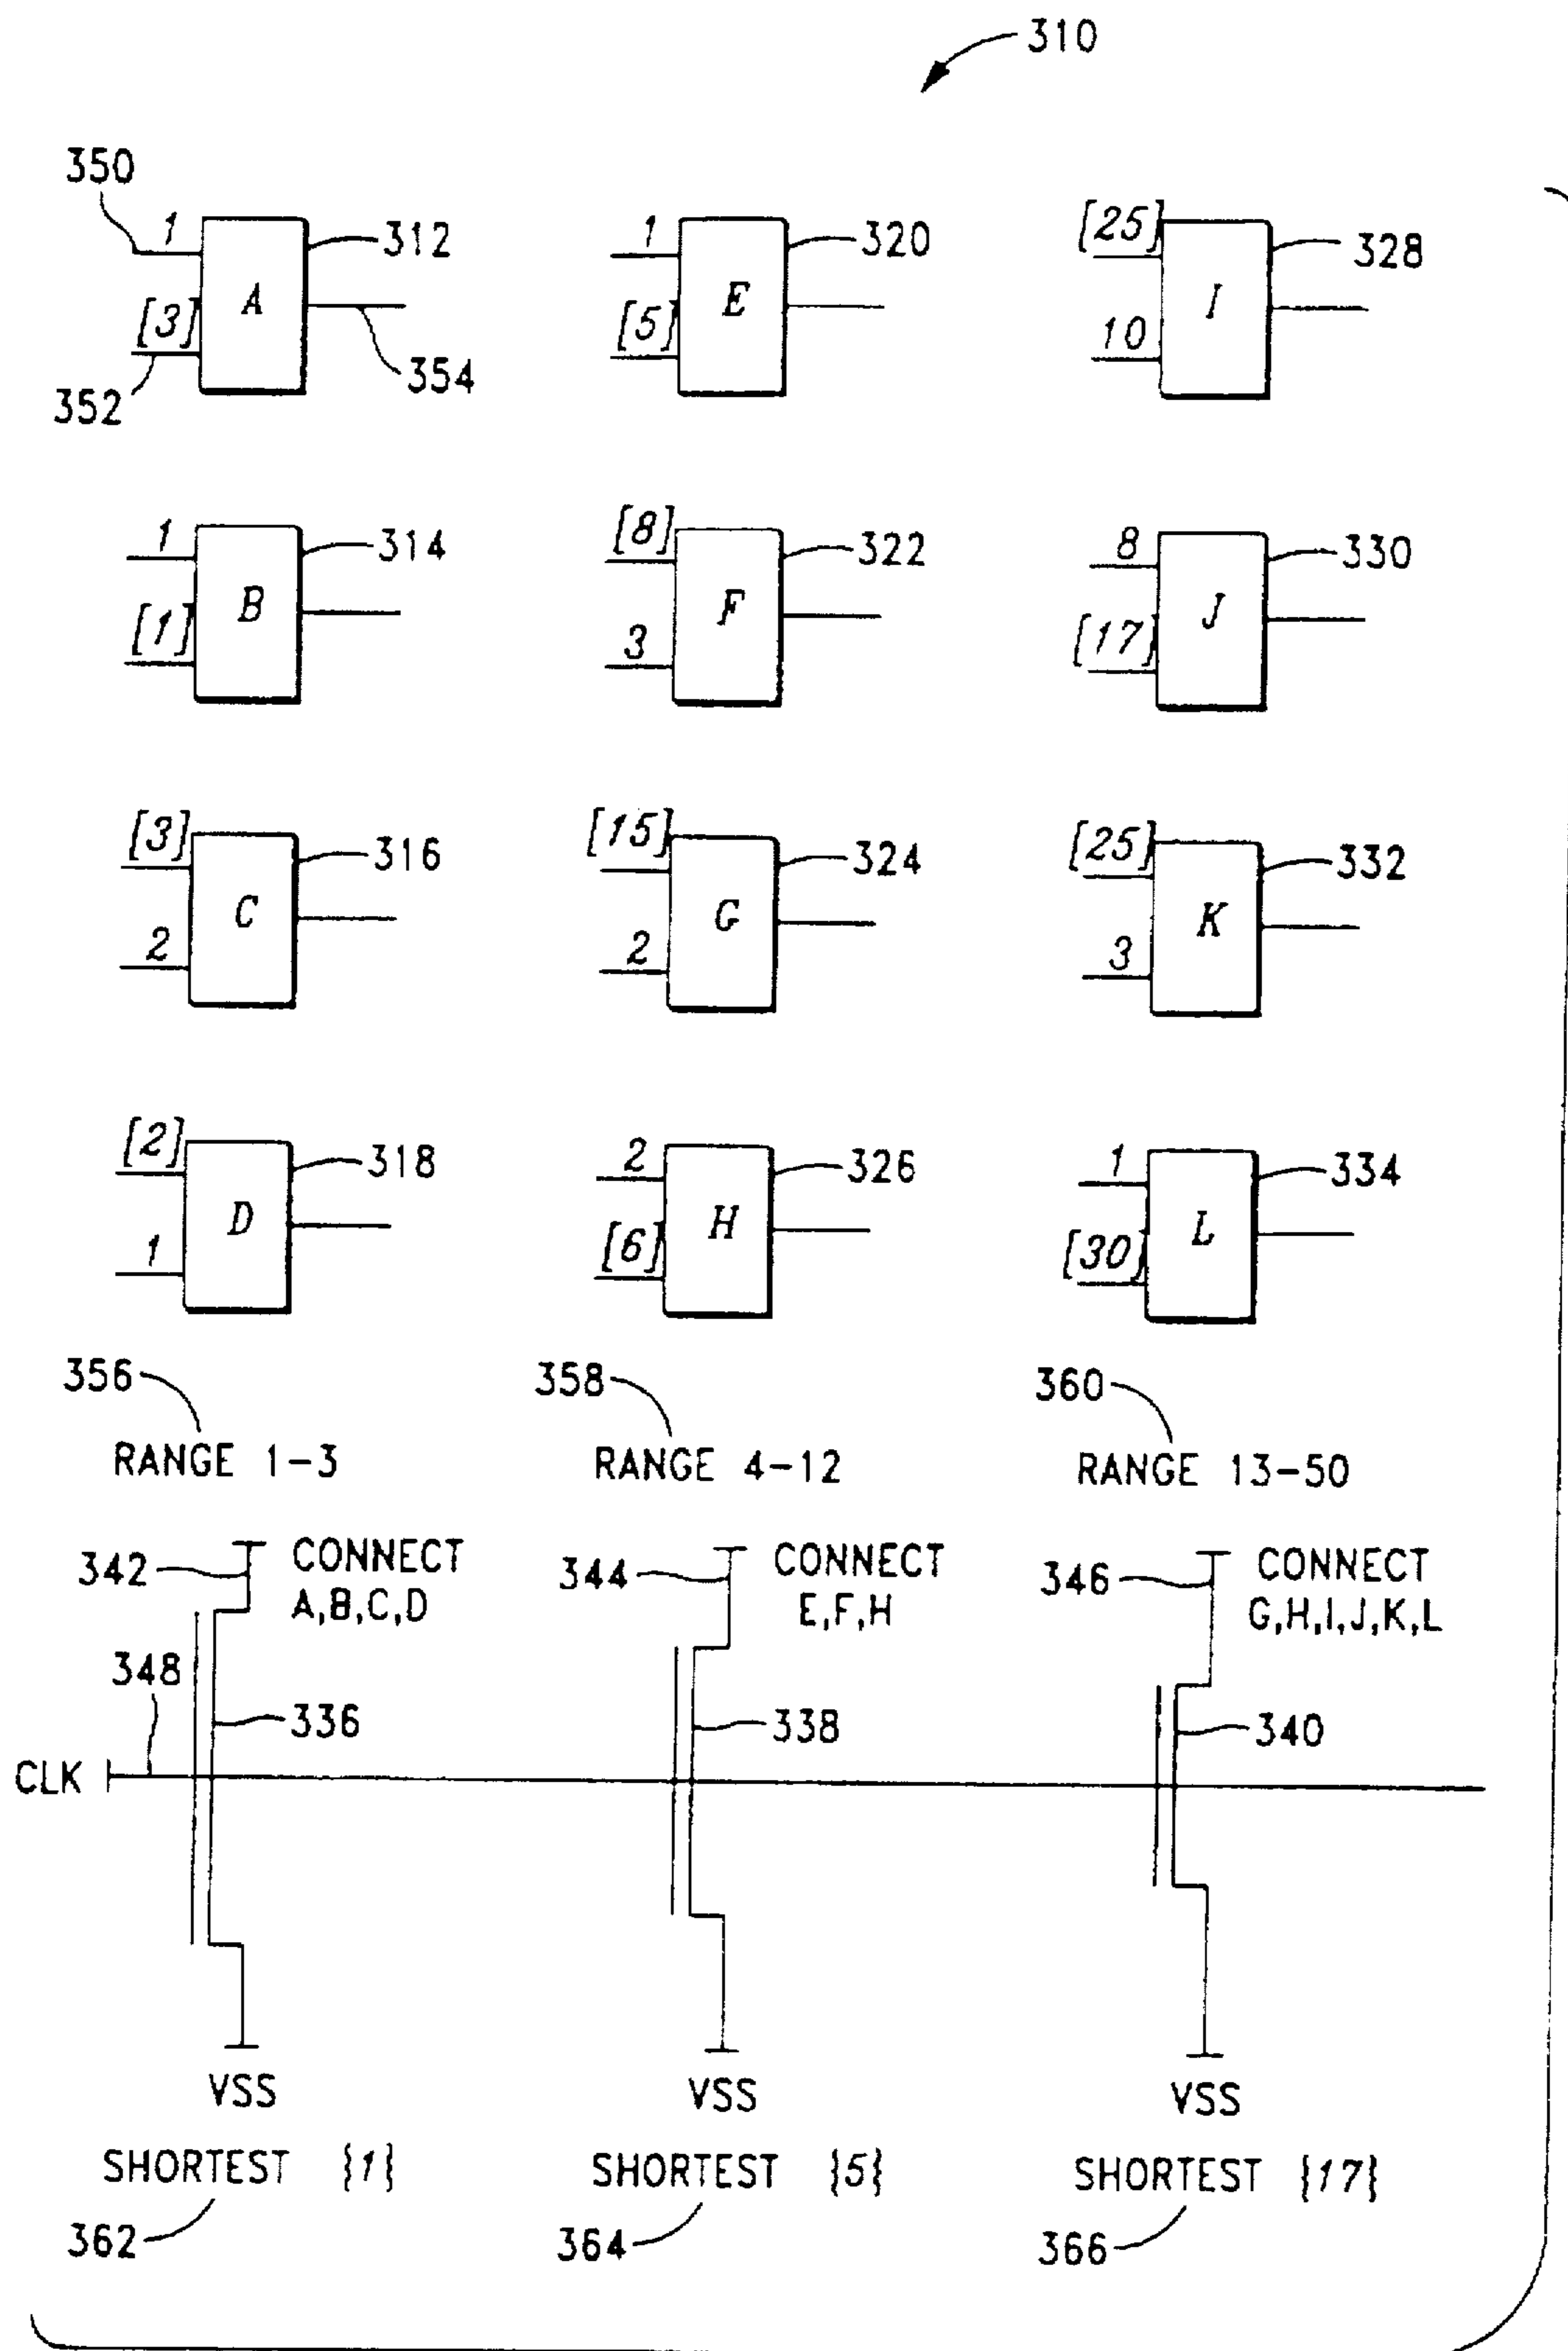 310
350
1
[3]
A
312
352
354
1
[5]
E
320
[25]
10
I
328
1
[1]
B
314
[8]
3
F
322
8
[17]
J
330
[3]
2
C
316
[15]
2
G
324
[25]
3
K
332
[2]
1
D
318
2
[6]
H
326
1
[30]
L
334
356
RANGE 1-3
358
RANGE 4-12
360
RANGE 13-50
342
CONNECT
A,B,C,D
344
CONNECT
E,F,H
346
CONNECT
G,H,I,J,K,L
348
336
338
340
CLK
VSS
VSS
VSS
SHORTEST {1}
362
SHORTEST {5}
364
SHORTEST {17}
366